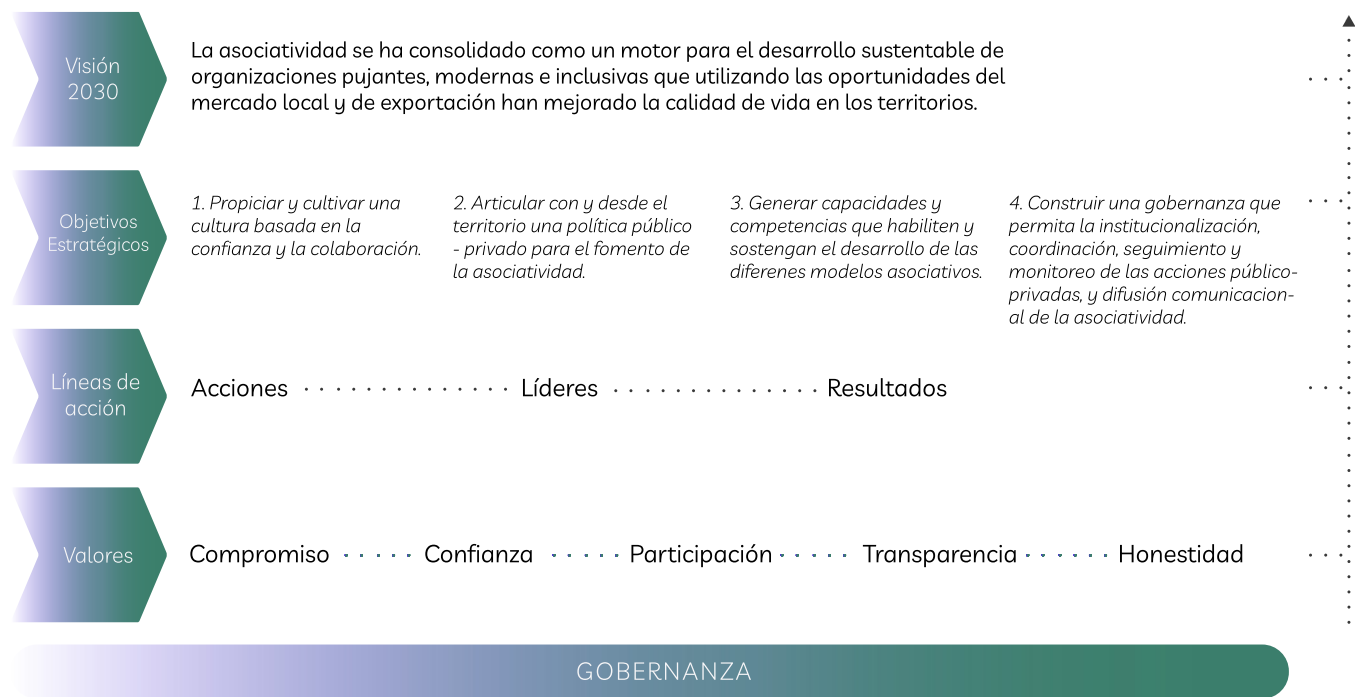 Visión
2030
La asociatividad se ha consolidado como un motor para el desarrollo sustentable de
organizaciones pujantes, modernas e inclusivas que utilizando las oportunidades del
mercado local y de exportación han mejorado la calidad de vida en los territorios.
Objetivos
Estratégicos
1. Propiciar y cultivar una
cultura basada en la
confianza y la colaboración.
2. Articular con y desde el
territorio una política público
- privado para el fomento de
la asociatividad.
3. Generar capacidades y
competencias que habiliten y
sostengan el desarrollo de las
diferenes modelos asociativos.
4. Construir una gobernanza que
permita la institucionalización,
coordinación, seguimiento y
monitoreo de las acciones público-
privadas, y difusión comunicacion-
al de la asociatividad.
Líneas de
acción
Acciones
Líderes
Resultados
Valores
Compromiso
Confianza
Participación
Transparencia
Honestidad
GOBERNANZA